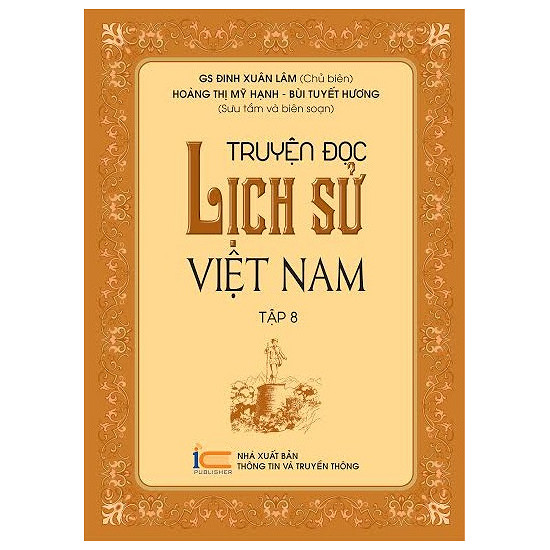 GS ĐINH XUÂN LÂM (Chủ biên)
HOÀNG THỊ MỸ HẠNH - BÙI TUYẾT HƯƠNG
(Sưu tầm và biên soạn)
TRUYỆN ĐỌC
LỊCH SỬ
VIỆT NAM
TẬP 8
ic
PUBLISHER
NHÀ XUẤT BẢN
THÔNG TIN VÀ TRUYỀN THÔNG